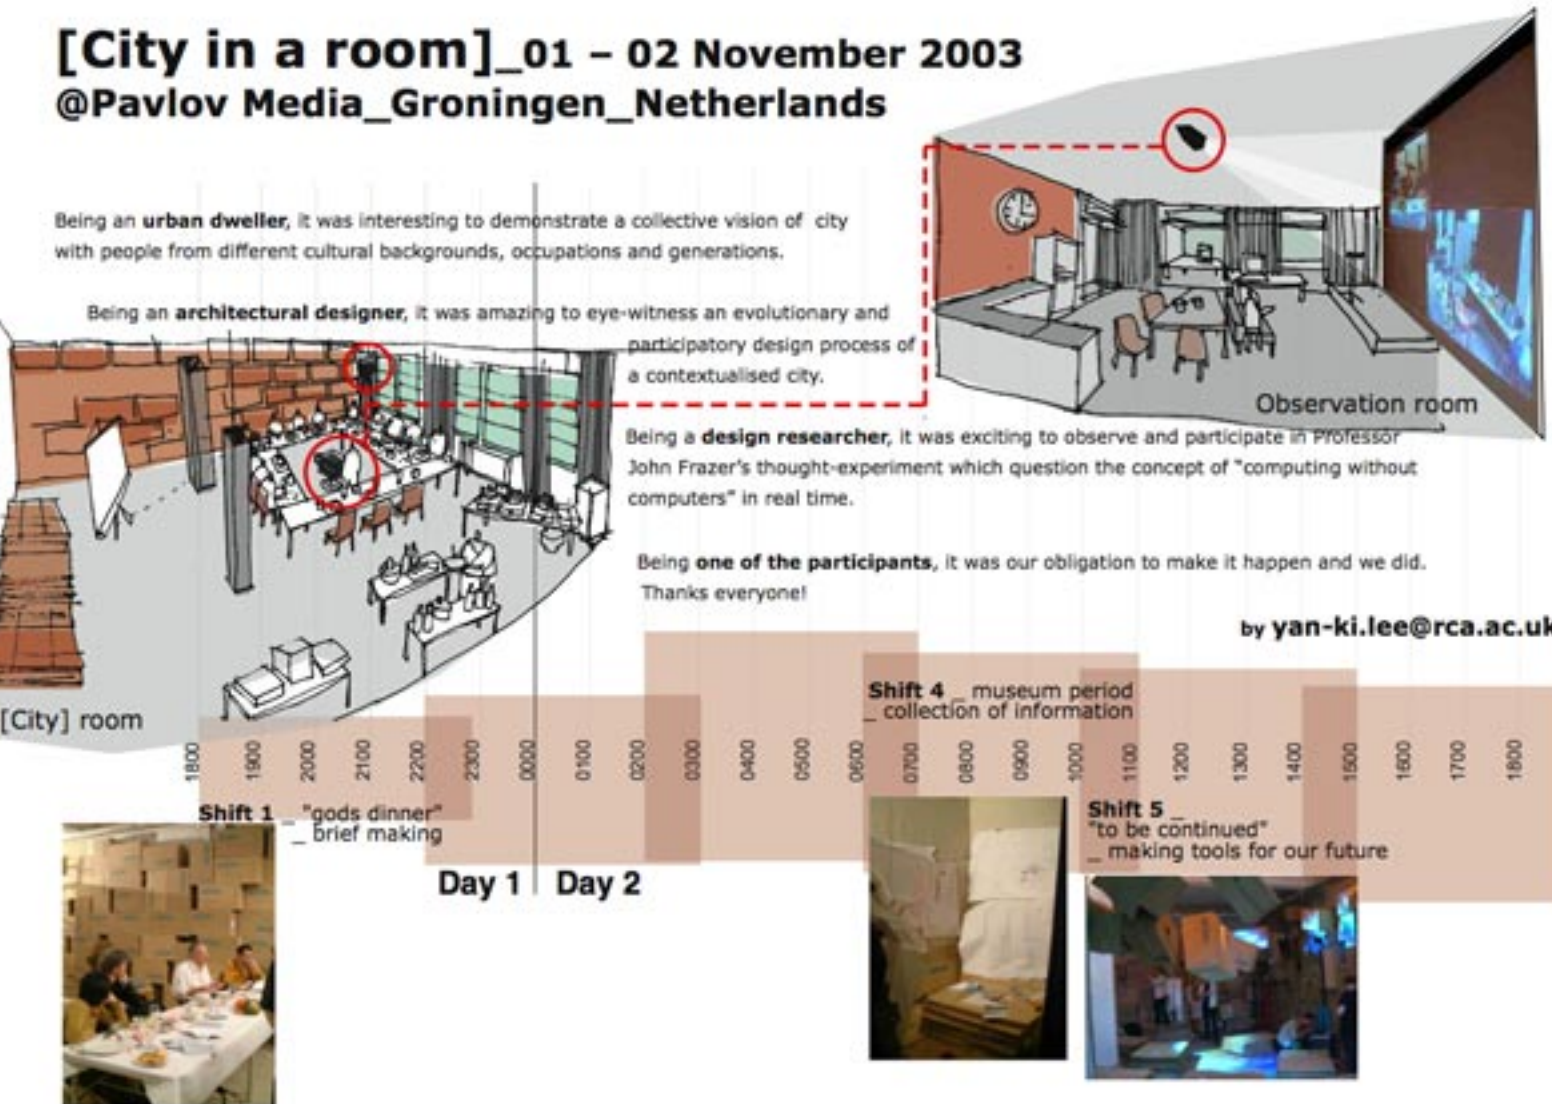 [City in a room]_01 – 02 November 2003
@Pavlov Media_Groningen_Netherlands
Being an urban dweller, it was interesting to demonstrate a collective vision of city
with people from different cultural backgrounds, occupations and generations.
Being an architectural designer, it was amazing to eye-witness an evolutionary and
participatory design process of
a contextualised city.
Observation room
Being a design researcher, it was exciting to observe and participate in Professor
John Frazer's thought-experiment which question the concept of "computing without
computers" in real time.
Being one of the participants, it was our obligation to make it happen and we did.
Thanks everyone!
by yan-ki.lee@rca.ac.uk
[City] room
Shift 4 _ museum period
_ collection of information
1800 1900 2000 2100 2200 2300 0000 0100 0200 0300 0400 0500 0600 0700 0800 0900 1000 1100 1200 1300 1400 1500 1600 1700 1800
Shift 1 _ "gods dinner"
_ brief making
Shift 5 _
"to be continued"
_ making tools for our future
Day 1 Day 2